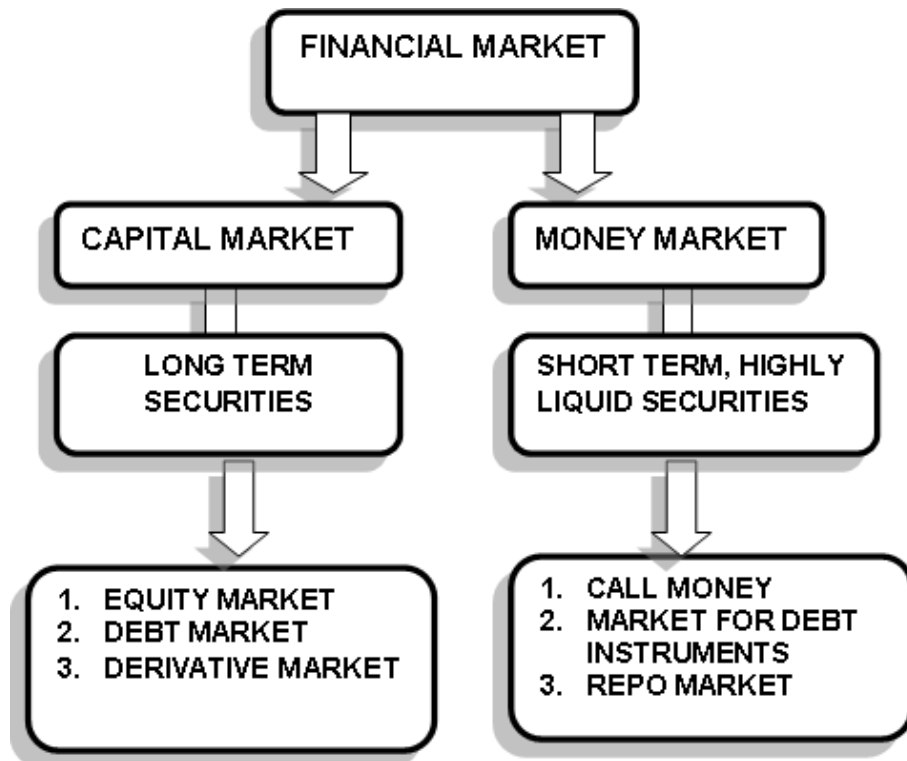 FINANCIAL MARKET
CAPITAL MARKET
MONEY MARKET
LONG TERM
SECURITIES
SHORT TERM, HIGHLY
LIQUID SECURITIES
1. EQUITY MARKET
2. DEBT MARKET
3. DERIVATIVE MARKET
1. CALL MONEY
2. MARKET FOR DEBT
INSTRUMENTS
3. REPO MARKET